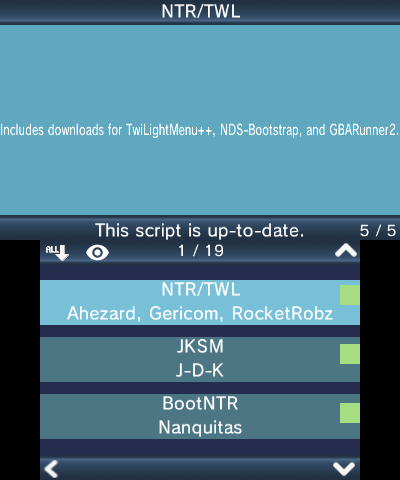 NTR/TWL
Includes downloads for TwiLightMenu++, NDS-Bootstrap, and GBARunner2.
This script is up-to-date.
5 / 5
ALL
1 / 19
NTR/TWL
Ahezard, Gericom, RocketRobz
JKSM
J-D-K
BootNTR
Nanquitas